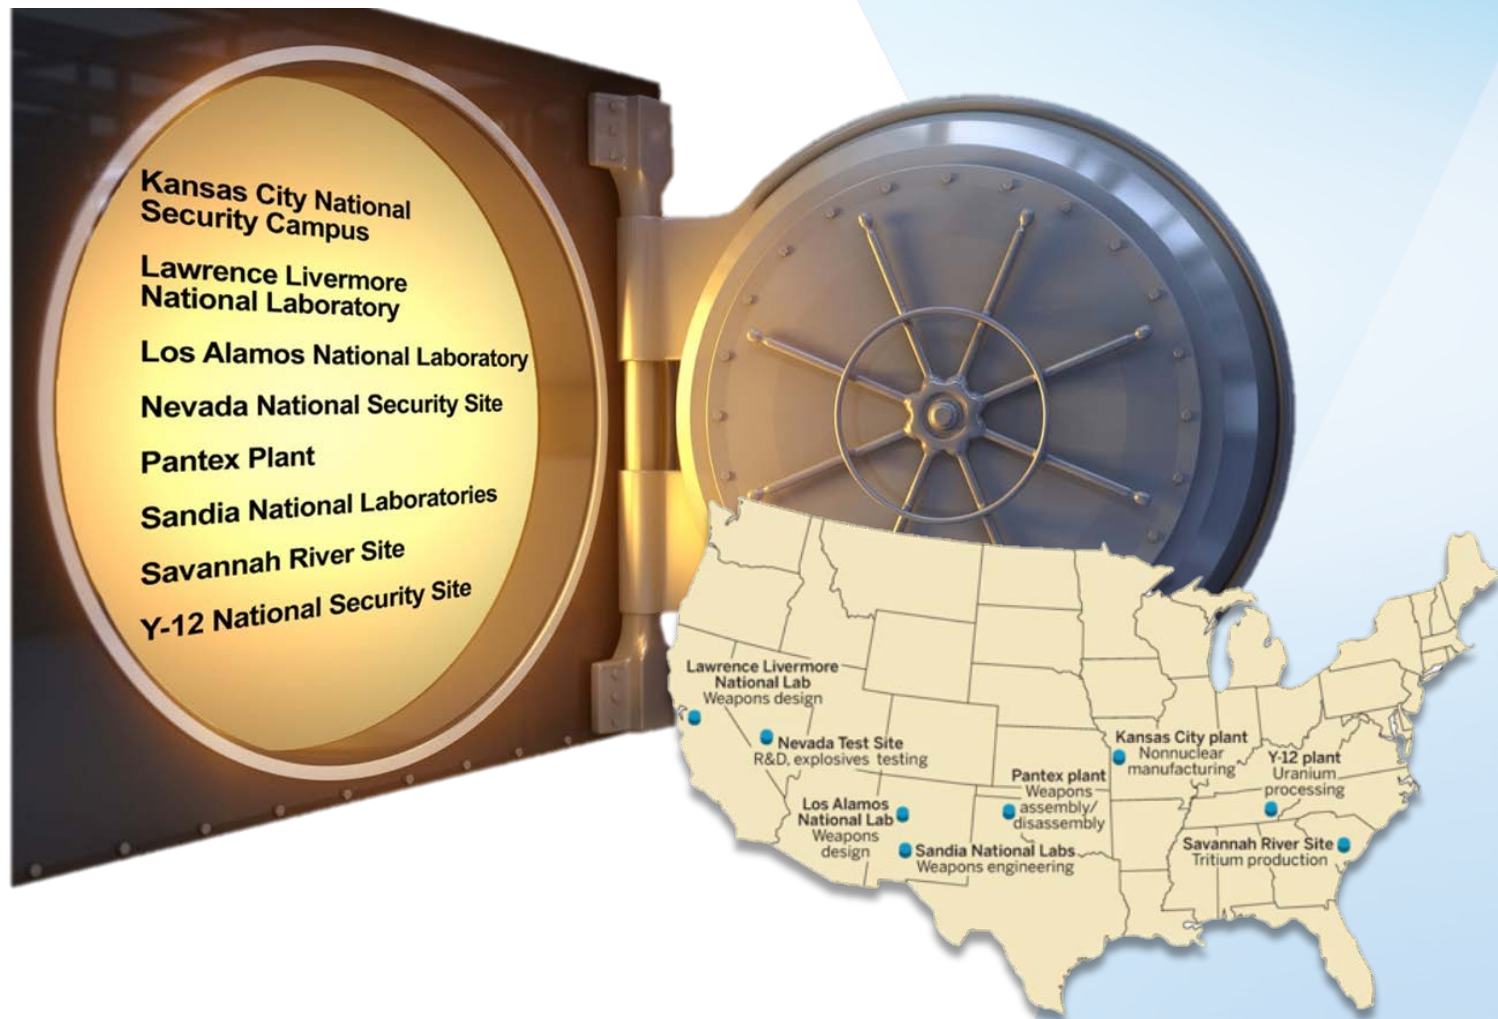 Kansas City National
Security Campus
Lawrence Livermore
National Laboratory
Los Alamos National Laboratory
Nevada National Security Site
Pantex Plant
Sandia National Laboratories
Savannah River Site
Y-12 National Security Site
Lawrence Livermore
National Lab
Weapons design
Nevada Test Site
R&D, explosives testing
Los Alamos
National Lab
Weapons
design
Sandia National Labs
Weapons engineering
Pantex plant
Weapons
assembly/
disassembly
Kansas City plant
Nonnuclear
manufacturing
Y-12 plant
Uranium
processing
Savannah River Site
Tritium production